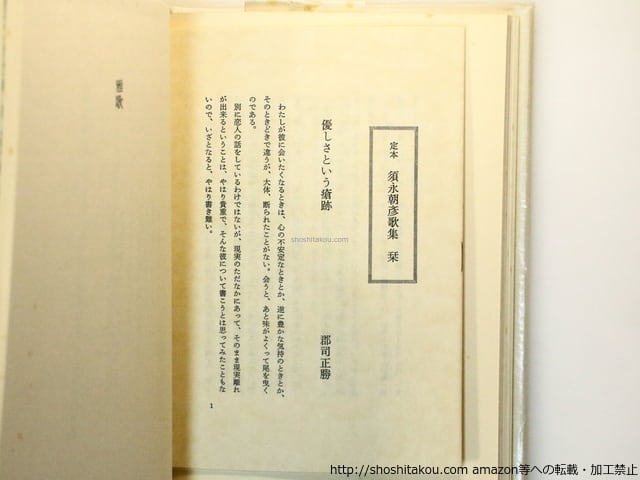 定本 須永朝彦歌集 栞
優しさという瘡跡
郡司正勝
わたしが彼に会いたくなるときは、心の不安定なときとか、逆に豊かな気持のときとか、
そのときどきで違うが、大体、断られたことがない。会うと、あと味がよくって尾を曳く
のである。
別に恋人の話をしているわけではないが、現実のただなかにあって、そのまま現実離れ
が出来るということは、やはり貴重で、そんな彼について書こうとは思ってみたこともな
いので、いざとなると、やはり書き難い。
1
shoshitakou.com
http://shoshitakou.com amazon等への転載・加工禁止